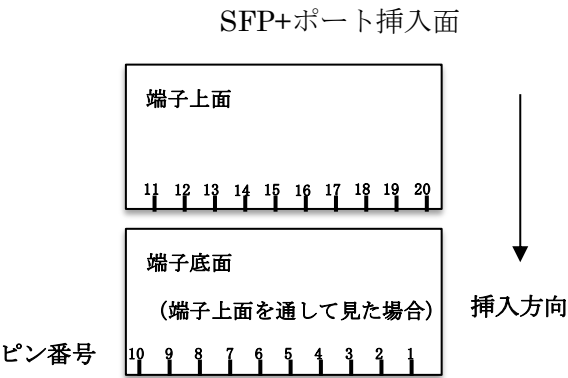 SFP+ポート挿入面
端子上面
11 12 13 14 15 16 17 18 19 20
端子底面
（端子上面を通して見た場合）
挿入方向
ピン番号
10 9 8 7 6 5 4 3 2 1